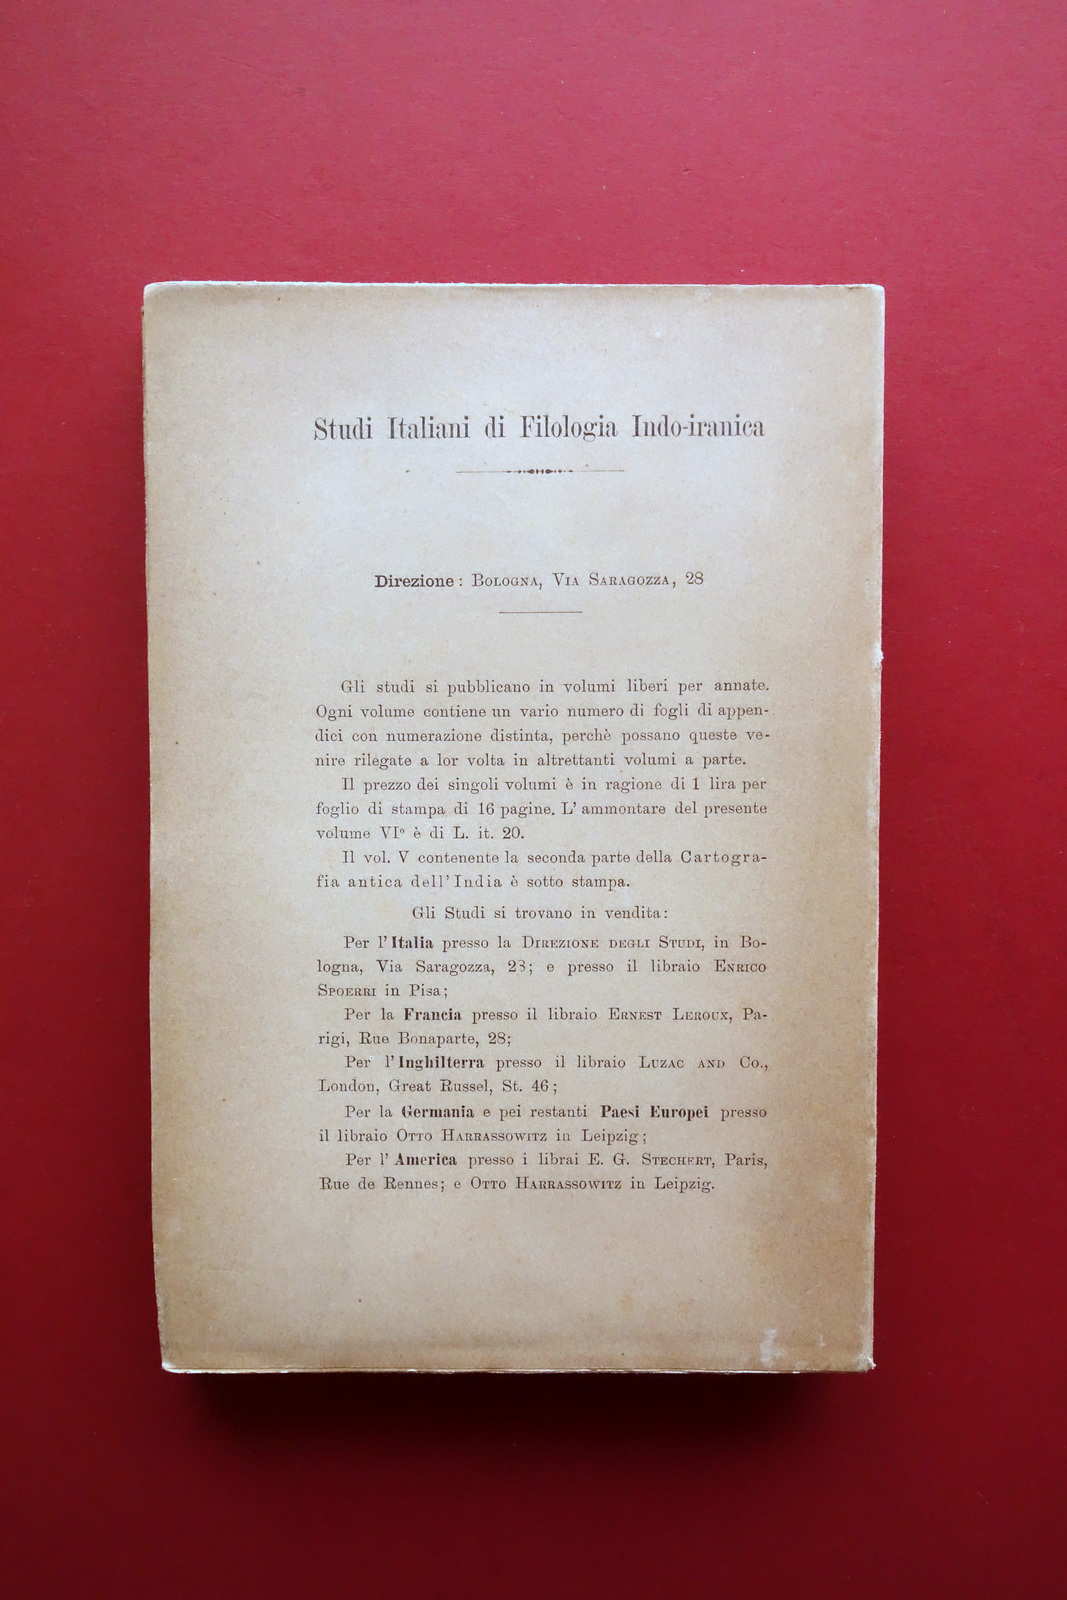 Studi Italiani di Filologia Indo-iranica
Direzione: Bologna, Via Saragozza, 28
Gli studi si pubblicano in volumi liberi per annate.
Ogni volume contiene un vario numero di fogli di appen-
dici con numerazione distinta, perchè possano queste ve-
nire rilegate a lor volta in altrettanti volumi a parte.
Il prezzo dei singoli volumi è in ragione di 1 lira per
foglio di stampa di 16 pagine. L' ammontare del presente
volume VI° è di L. it. 20.
Il vol. V contenente la seconda parte della Cartogra-
fia antica dell'India è sotto stampa.
Gli Studi si trovano in vendita:
Per l'Italia presso la Direzione degli Studi, in Bo-
logna, Via Saragozza, 28; e presso il libraio Enrico
Spoerri in Pisa;
Per la Francia presso il libraio Ernest Leroux, Pa-
rigi, Rue Bonaparte, 28;
Per l'Inghilterra presso il libraio Luzac and Co.,
London, Great Russel, St. 46;
Per la Germania e pei restanti Paesi Europei presso
il libraio Otto Harrassowitz in Leipzig;
Per l'America presso i librai E. G. Stechert, Paris,
Rue de Rennes; e Otto Harrassowitz in Leipzig.